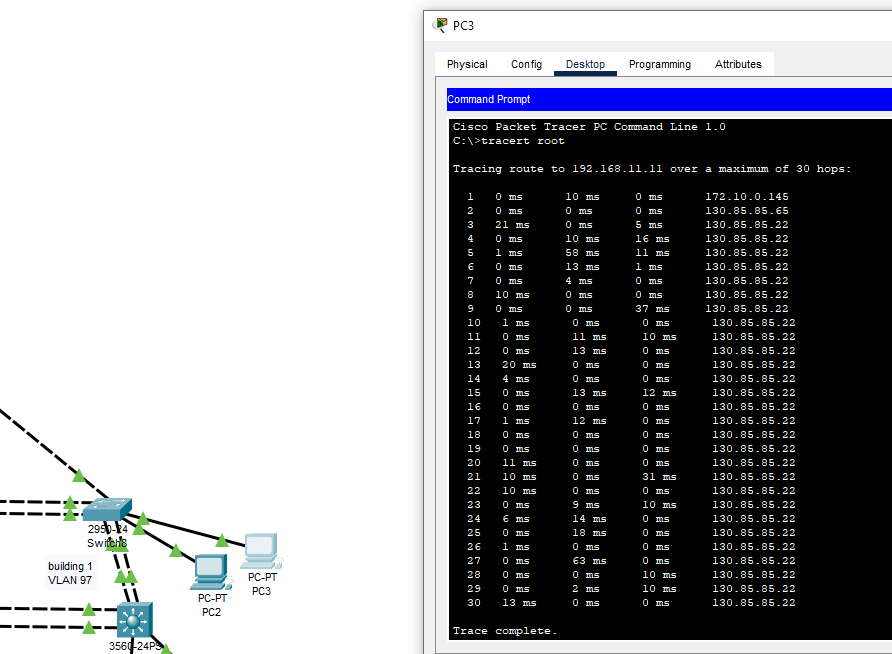 PC3
Physical Config Desktop Programming Attributes
Command Prompt
Cisco Packet Tracer PC Command Line 1.0
C:\>tracert root
Tracing route to 192.168.11.11 over a maximum of 30 hops:
1 0 ms 10 ms 0 ms 172.10.0.145
2 0 ms 0 ms 0 ms 130.85.85.65
3 21 ms 0 ms 5 ms 130.85.85.22
4 0 ms 10 ms 16 ms 130.85.85.22
5 1 ms 58 ms 11 ms 130.85.85.22
6 0 ms 13 ms 1 ms 130.85.85.22
7 0 ms 4 ms 0 ms 130.85.85.22
8 10 ms 0 ms 0 ms 130.85.85.22
9 0 ms 0 ms 37 ms 130.85.85.22
10 1 ms 0 ms 0 ms 130.85.85.22
11 0 ms 11 ms 10 ms 130.85.85.22
12 0 ms 13 ms 0 ms 130.85.85.22
13 20 ms 0 ms 0 ms 130.85.85.22
14 4 ms 0 ms 0 ms 130.85.85.22
15 0 ms 13 ms 12 ms 130.85.85.22
16 0 ms 0 ms 0 ms 130.85.85.22
17 1 ms 12 ms 0 ms 130.85.85.22
18 0 ms 0 ms 0 ms 130.85.85.22
19 0 ms 0 ms 0 ms 130.85.85.22
20 11 ms 0 ms 0 ms 130.85.85.22
21 10 ms 0 ms 31 ms 130.85.85.22
22 10 ms 0 ms 0 ms 130.85.85.22
23 0 ms 9 ms 10 ms 130.85.85.22
24 6 ms 14 ms 0 ms 130.85.85.22
25 0 ms 18 ms 0 ms 130.85.85.22
26 1 ms 0 ms 0 ms 130.85.85.22
27 0 ms 63 ms 0 ms 130.85.85.22
28 0 ms 0 ms 10 ms 130.85.85.22
29 0 ms 2 ms 10 ms 130.85.85.22
30 13 ms 0 ms 0 ms 130.85.85.22
Trace complete.
2950-24
Switch8
building 1
VLAN 97
PC-PT
PC2
PC-PT
PC3
3560-24PS